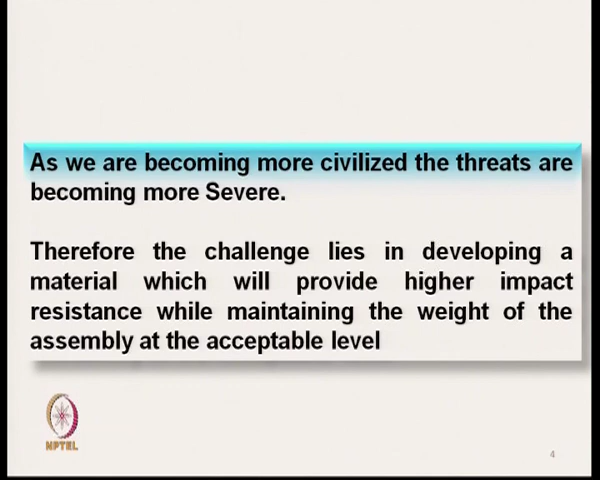 As we are becoming more civilized the threats are
becoming more Severe.
Therefore the challenge lies in developing a
material which will provide higher impact
resistance while maintaining the weight of the
assembly at the acceptable level
NPTEL
4